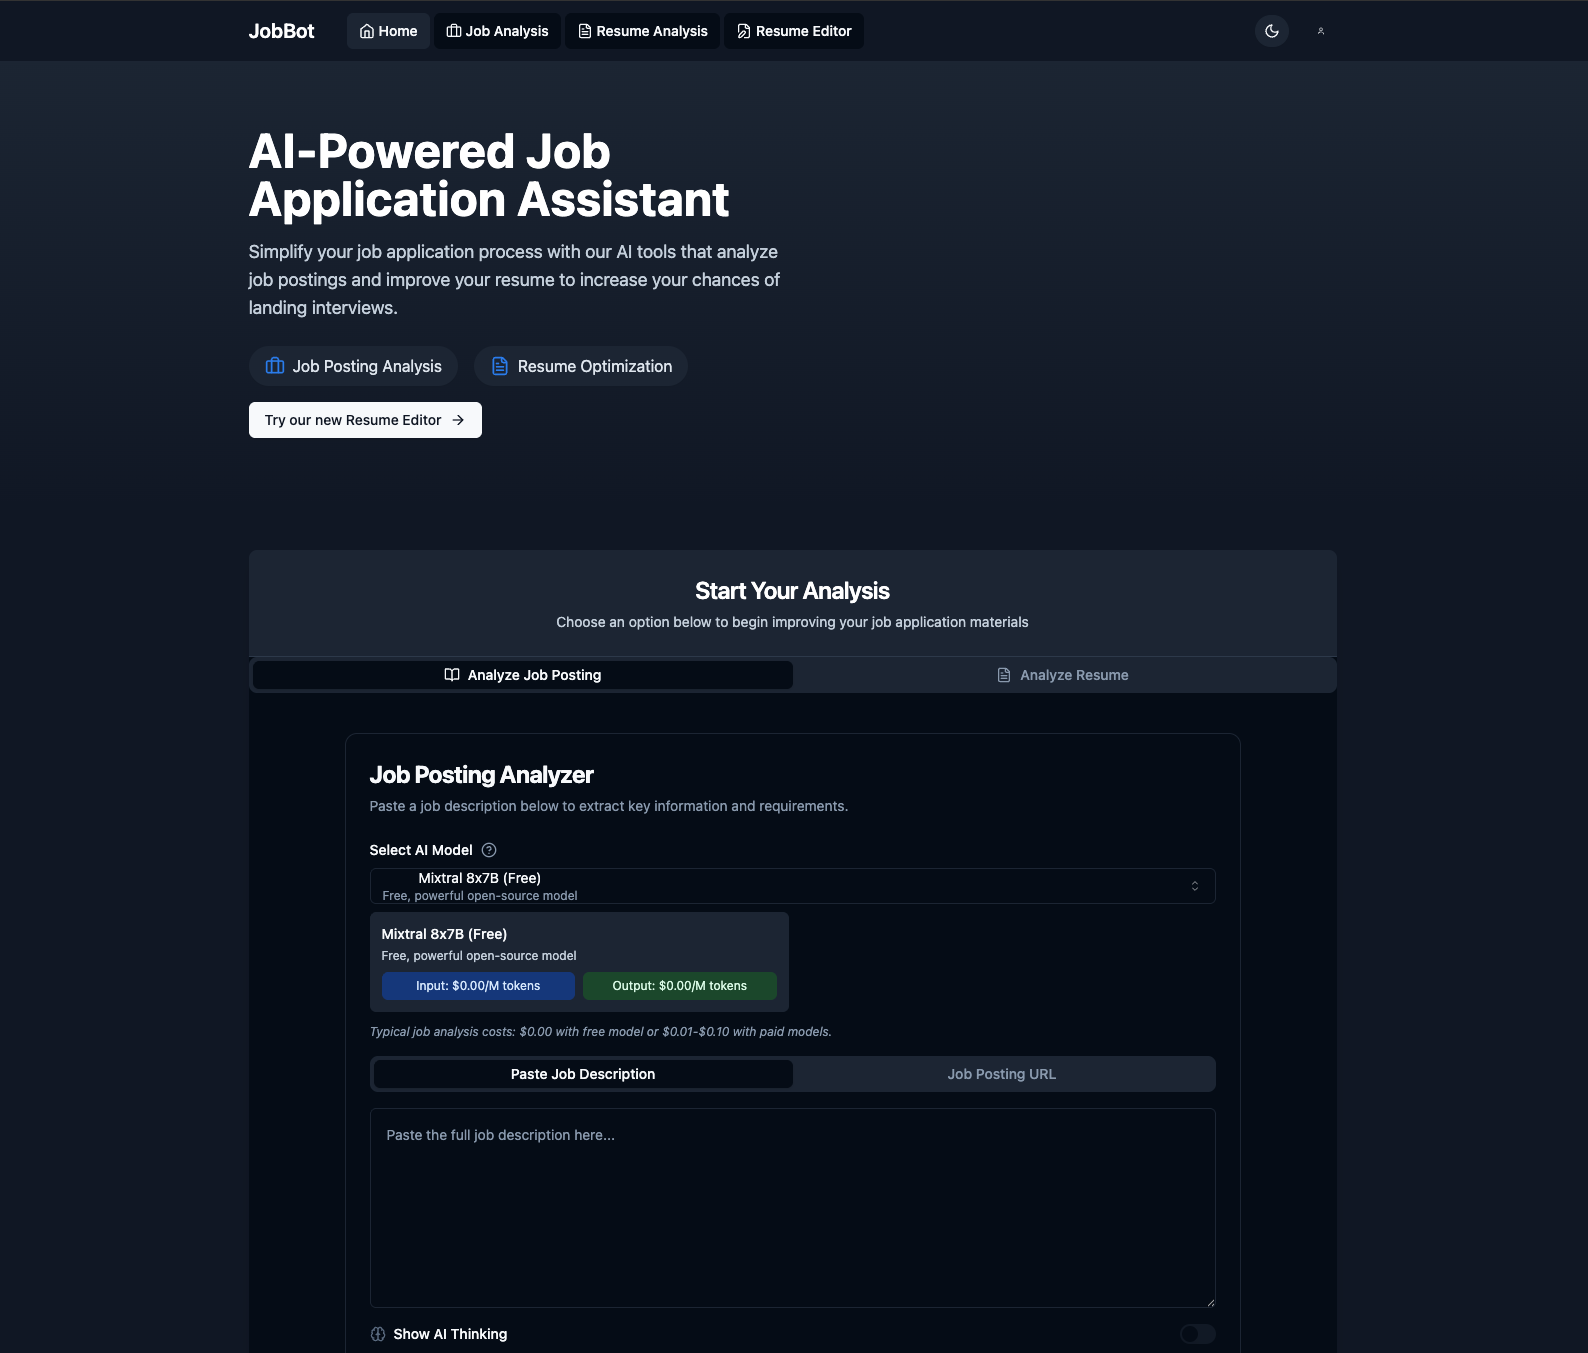 JobBot
Home
Job Analysis
Resume Analysis
Resume Editor
AI-Powered Job
Application Assistant
Simplify your job application process with our AI tools that analyze
job postings and improve your resume to increase your chances of
landing interviews.
Job Posting Analysis
Resume Optimization
Try our new Resume Editor
Start Your Analysis
Choose an option below to begin improving your job application materials
Analyze Job Posting
Analyze Resume
Job Posting Analyzer
Paste a job description below to extract key information and requirements.
Select AI Model
Mixtral 8x7B (Free)
Free, powerful open-source model
Mixtral 8x7B (Free)
Free, powerful open-source model
Input: $0.00/M tokens
Output: $0.00/M tokens
Typical job analysis costs: $0.00 with free model or $0.01-$0.10 with paid models.
Paste Job Description
Job Posting URL
Paste the full job description here...
Show AI Thinking